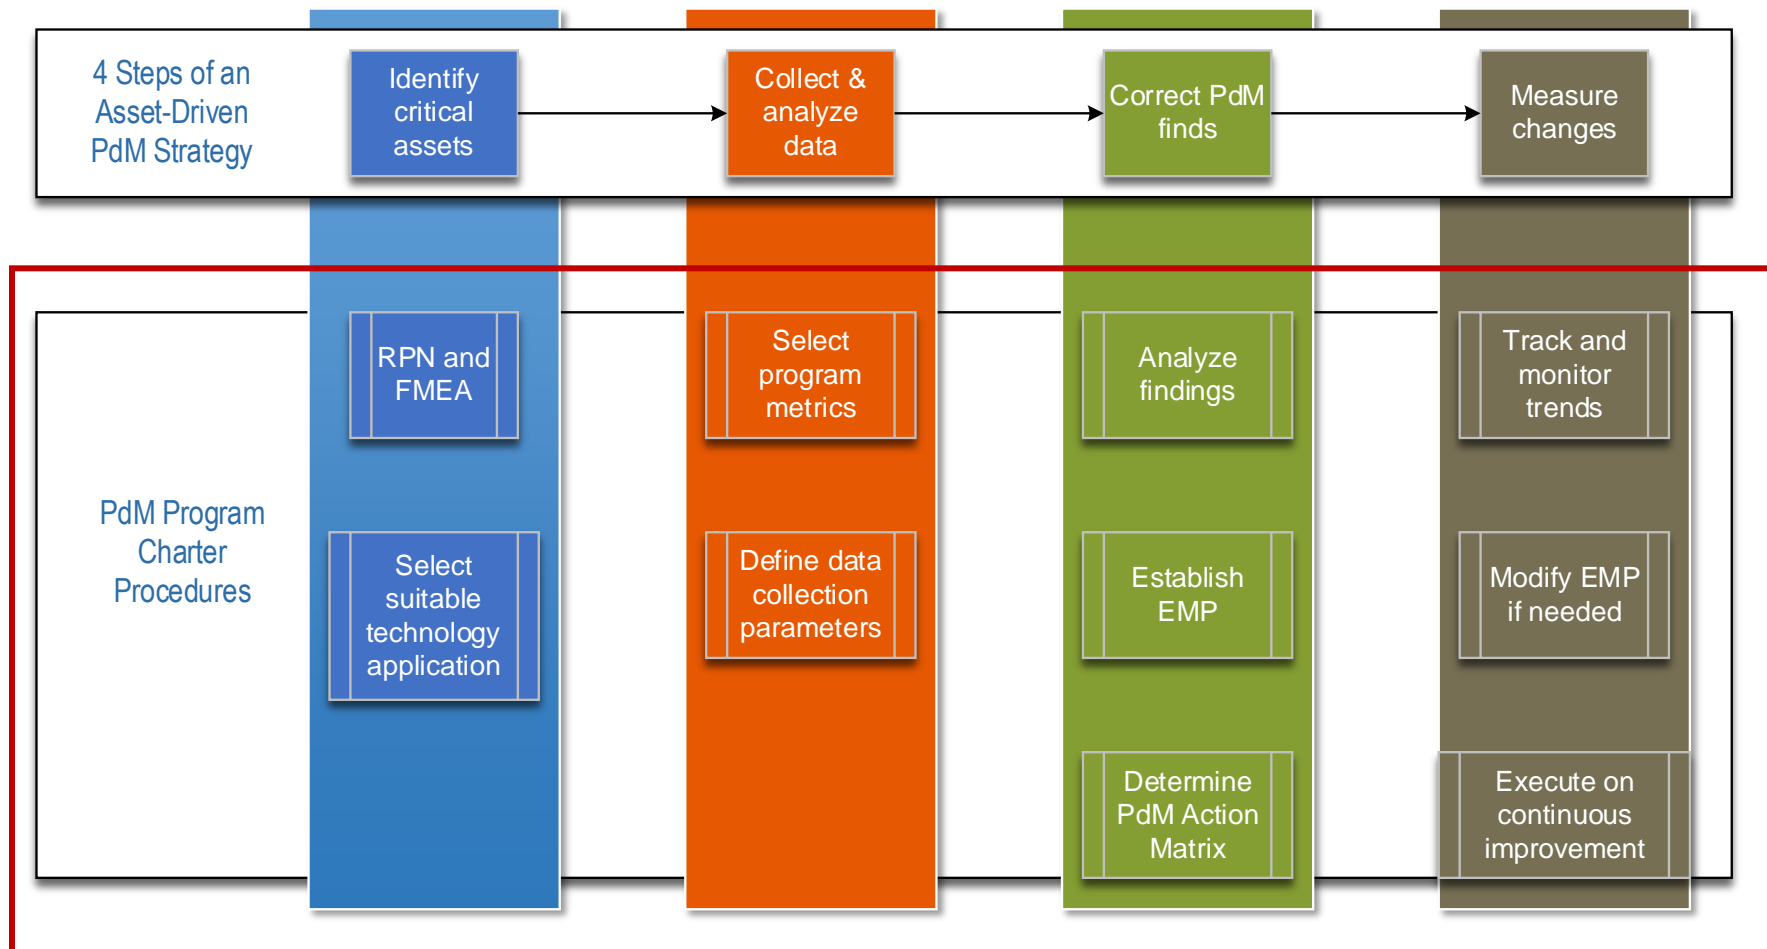 4 Steps of an
Asset-Driven
PdM Strategy
Identify
critical
assets
Collect &
analyze
data
Correct PdM
finds
Measure
changes
PdM Program
Charter
Procedures
RPN and
FMEA
Select
program
metrics
Analyze
findings
Track and
monitor
trends
Select
suitable
technology
application
Define data
collection
parameters
Establish
EMP
Modify EMP
if needed
Determine
PdM Action
Matrix
Execute on
continuous
improvement